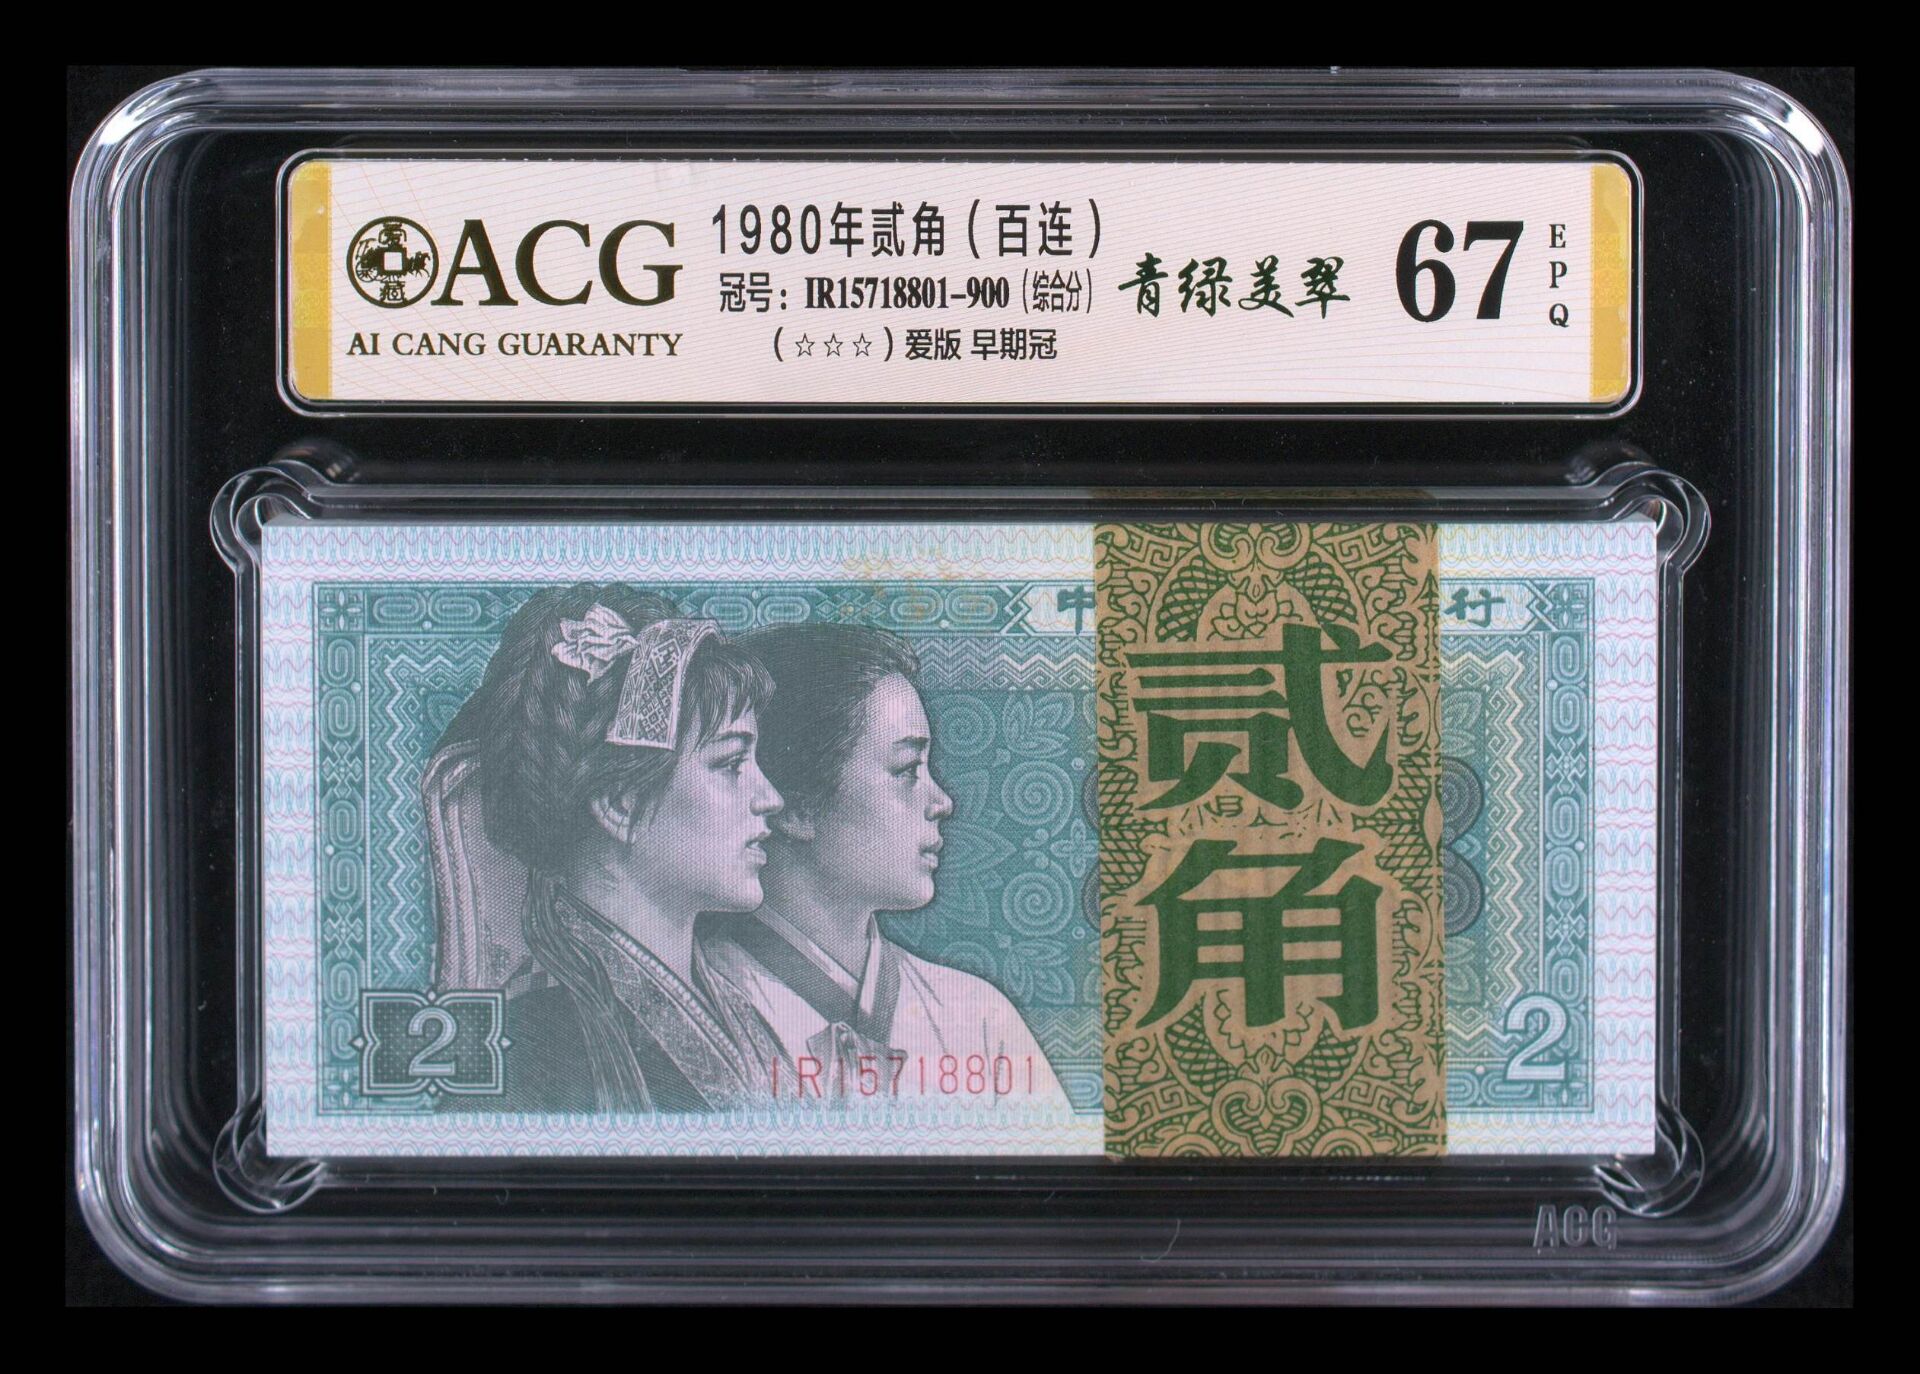 ACG
AI CANG GUARANTY
1980年贰角(百连)
冠号:IR15718801-900(综合分)
(☆☆☆)爱版 早期冠
青绿美翠
67
EPQ
中
行
贰角
2
IR15718801
2
ACG